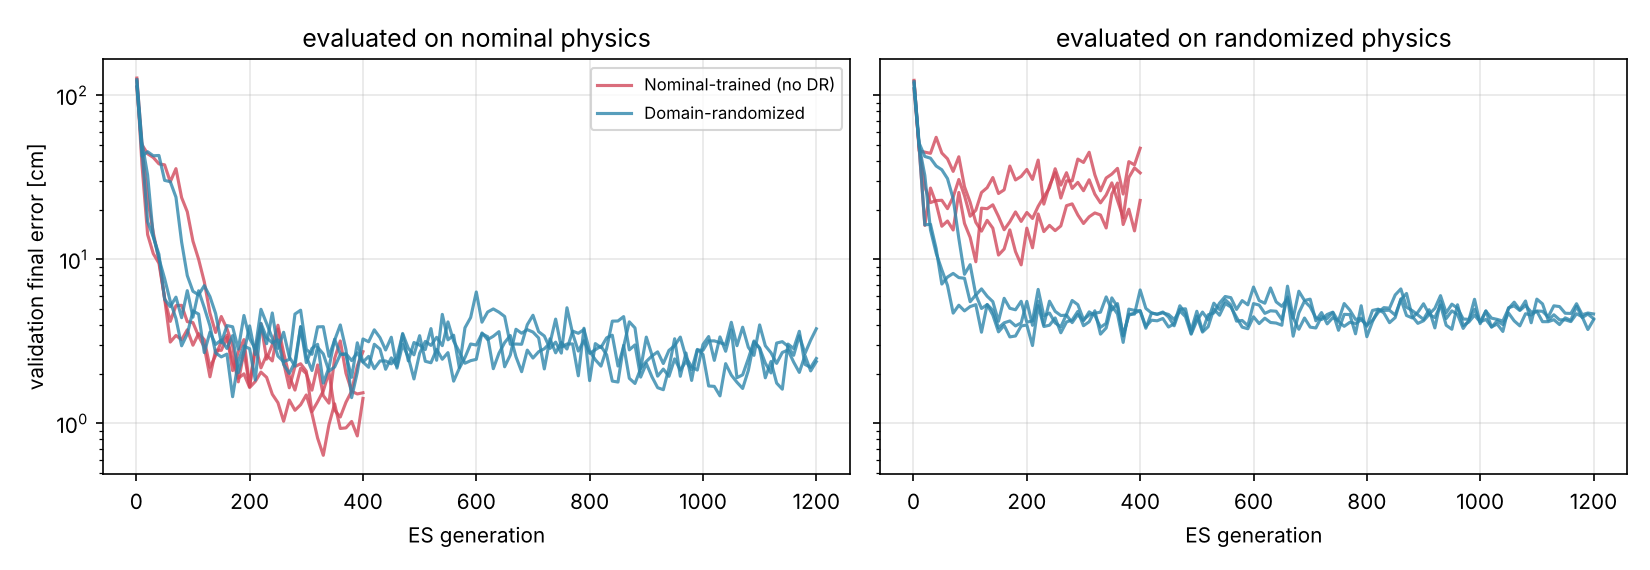 evaluated on nominal physics
evaluated on randomized physics
Nominal-trained (no DR)
Domain-randomized
validation final error [cm]
10²
10¹
10⁰
0 200 400 600 800 1000 1200
0 200 400 600 800 1000 1200
ES generation
ES generation